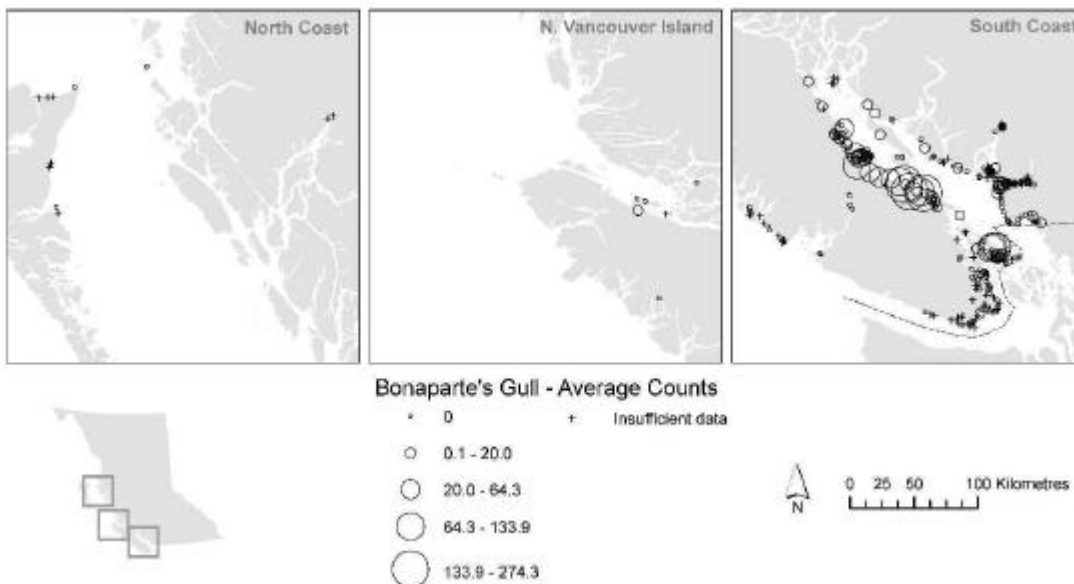 North Coast
N. Vancouver Island
South Coast
Bonaparte's Gull - Average Counts
0
Insufficient data
0.1 - 20.0
20.0 - 64.3
64.3 - 133.9
133.9 - 274.3
N
0 25 50 100 Kilometres